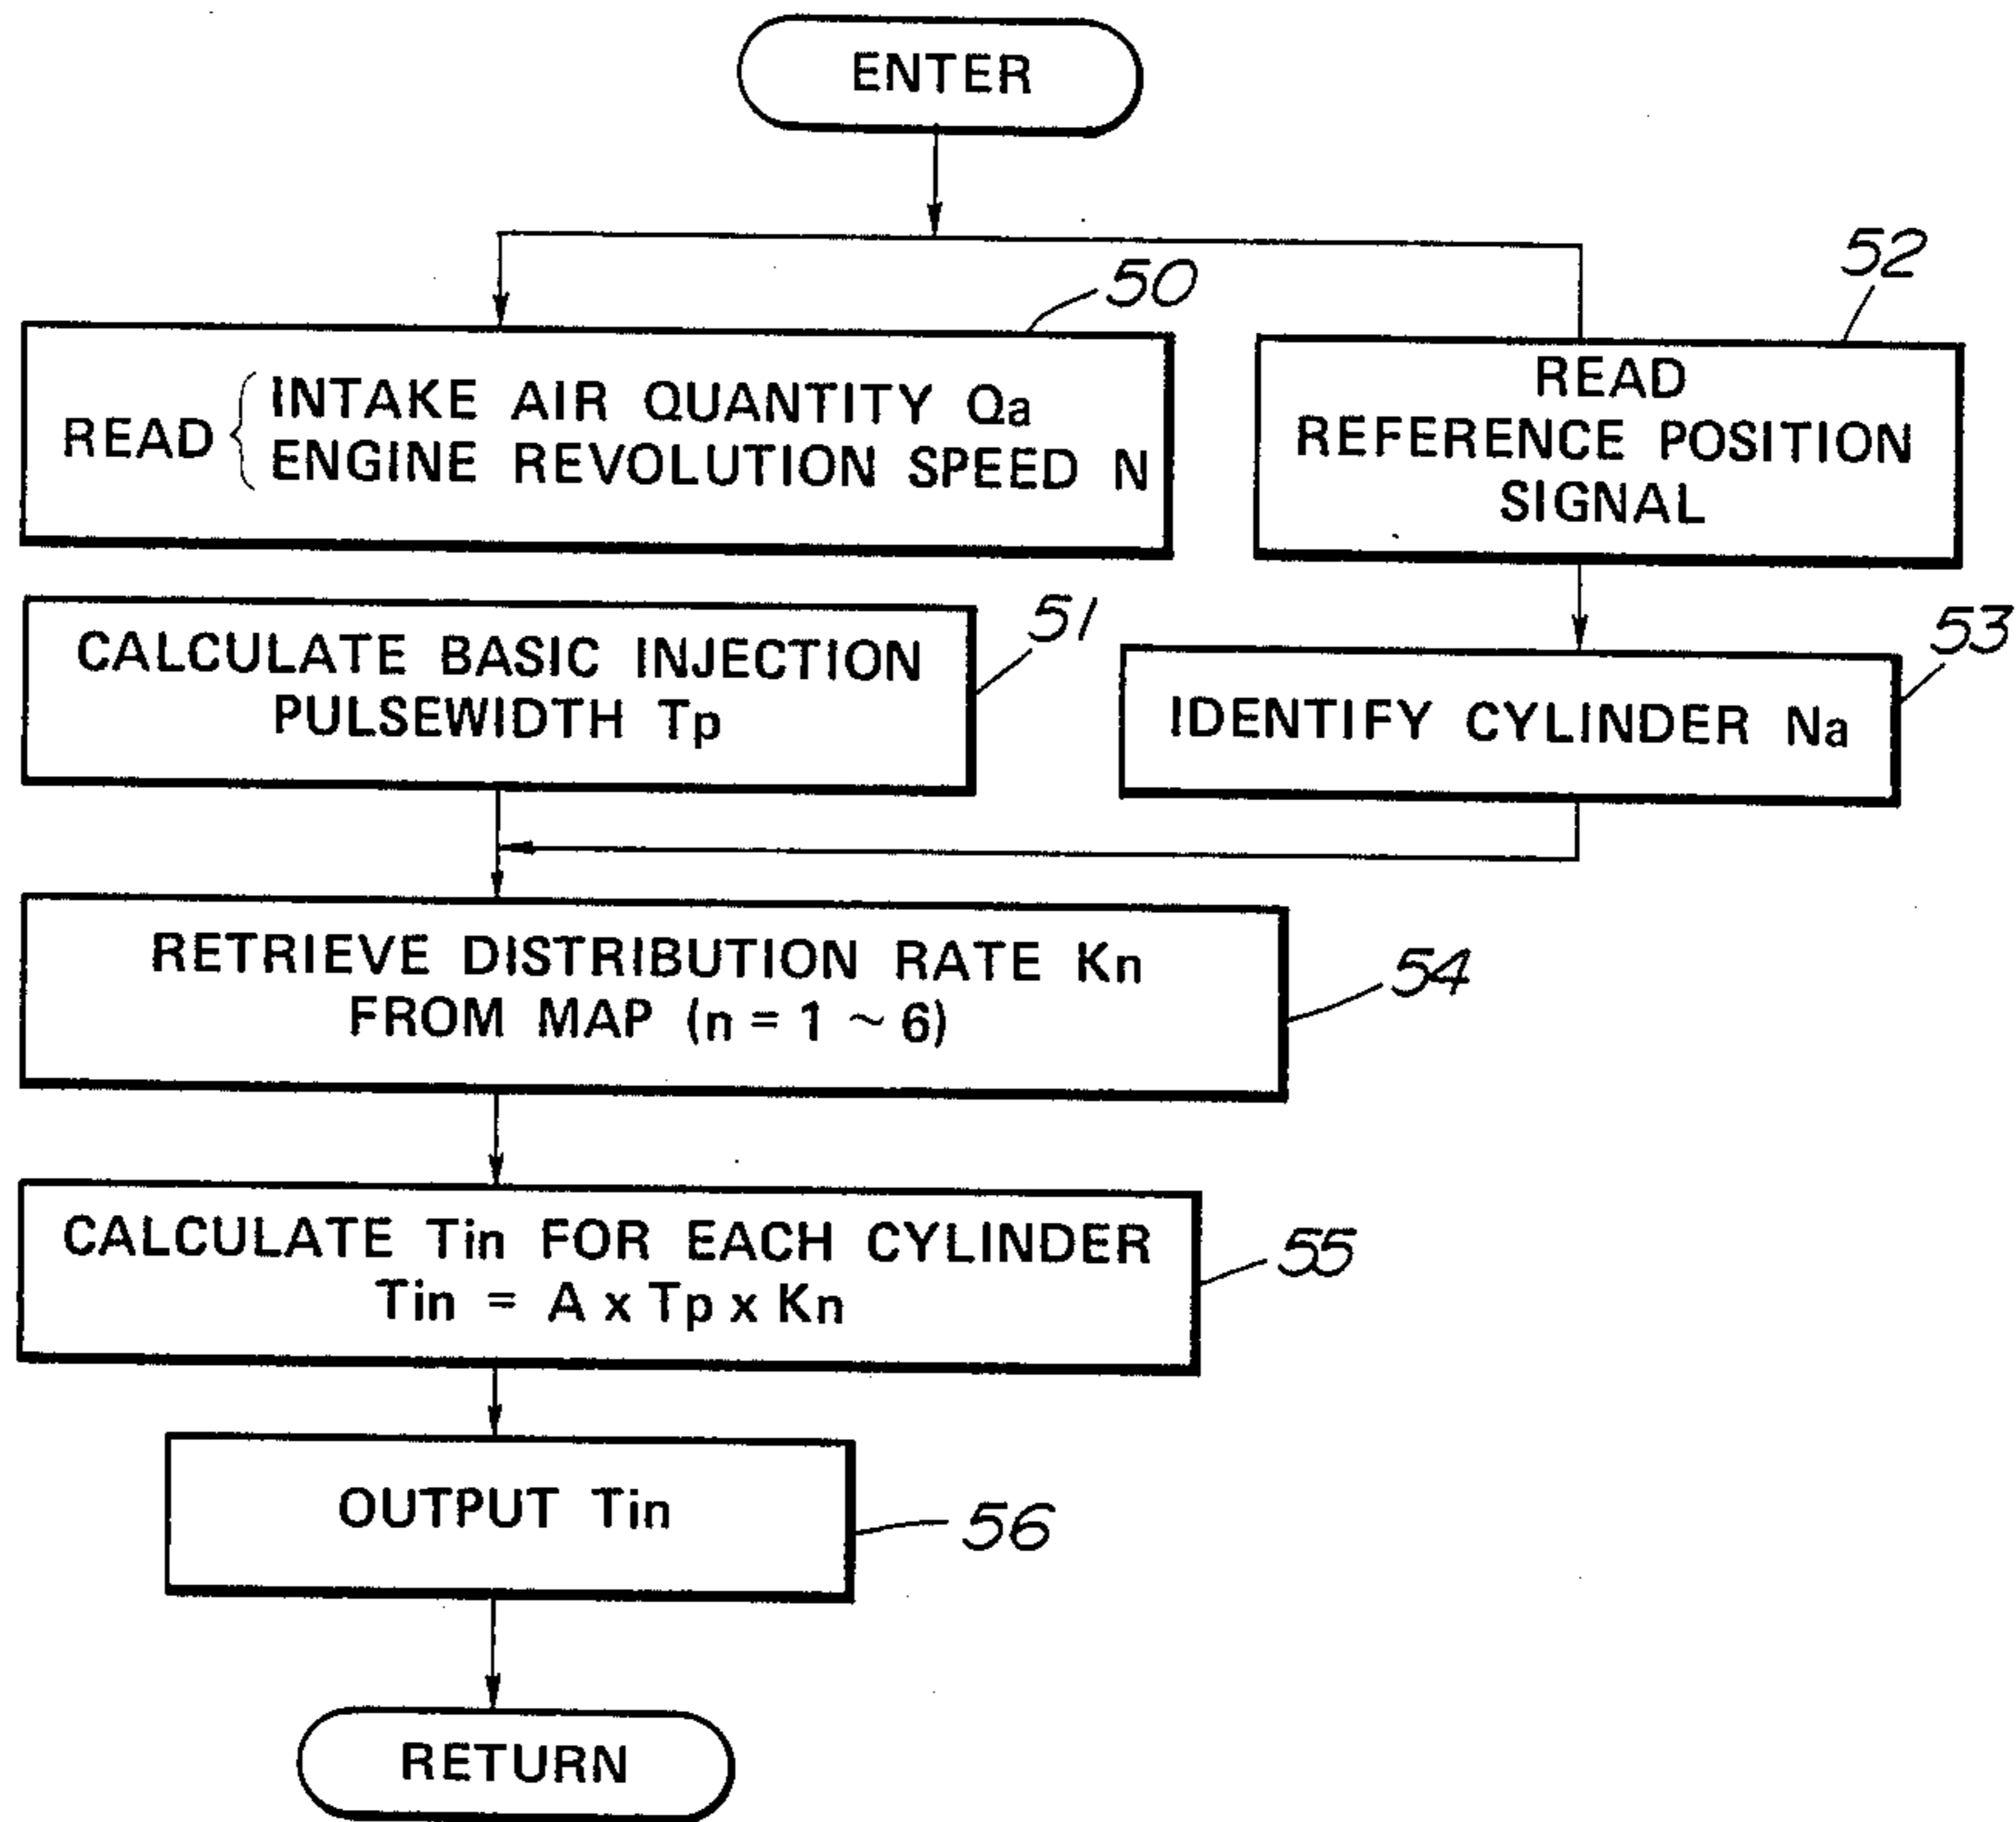 ENTER
50
52
READ { INTAKE AIR QUANTITY Qa
ENGINE REVOLUTION SPEED N
READ
REFERENCE POSITION
SIGNAL
CALCULATE BASIC INJECTION
PULSEWIDTH Tp
51
IDENTIFY CYLINDER Na
53
RETRIEVE DISTRIBUTION RATE Kn
FROM MAP (n = 1 ~ 6)
54
CALCULATE Tin FOR EACH CYLINDER
Tin = A x Tp x Kn
55
OUTPUT Tin
56
RETURN